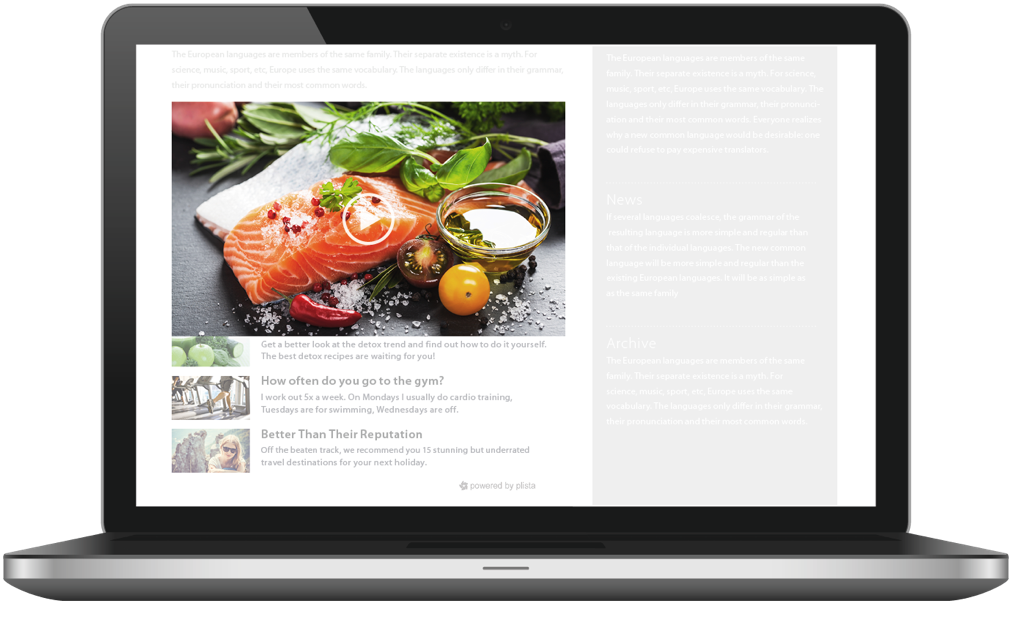 The European languages are members of the same family. Their separate existence is a myth. For
science, music, sport, etc, Europe uses the same vocabulary. The languages only differ in their grammar,
their pronunciation and their most common words.
Get a better look at the detox trend and find out how to do it yourself.
The best detox recipes are waiting for you!
How often do you go to the gym?
I work out 5x a week. On Mondays I usually do cardio training,
Tuesdays are for swimming, Wednesdays are off.
Better Than Their Reputation
Off the beaten track, we recommend you 15 stunning but underrated
travel destinations for your next holiday.
powered by plista
The European languages are members of the same
family. Their separate existence is a myth. For science,
music, sport, etc, Europe uses the same vocabulary. The
languages only differ in their grammar, their pronunci-
ation and their most common words. Everyone realizes
why a new common language would be desirable: one
could refuse to pay expensive translators.
News
If several languages coalesce, the grammar of the
resulting language is more simple and regular than
that of the individual languages. The new common
language will be more simple and regular than the
existing European languages. It will be as simple as
as the same family
Archive
The European languages are members of the same
family. Their separate existence is a myth. For
science, music, sport, etc, Europe uses the same
vocabulary. The languages only differ in their grammar,
their pronunciation and their most common words.